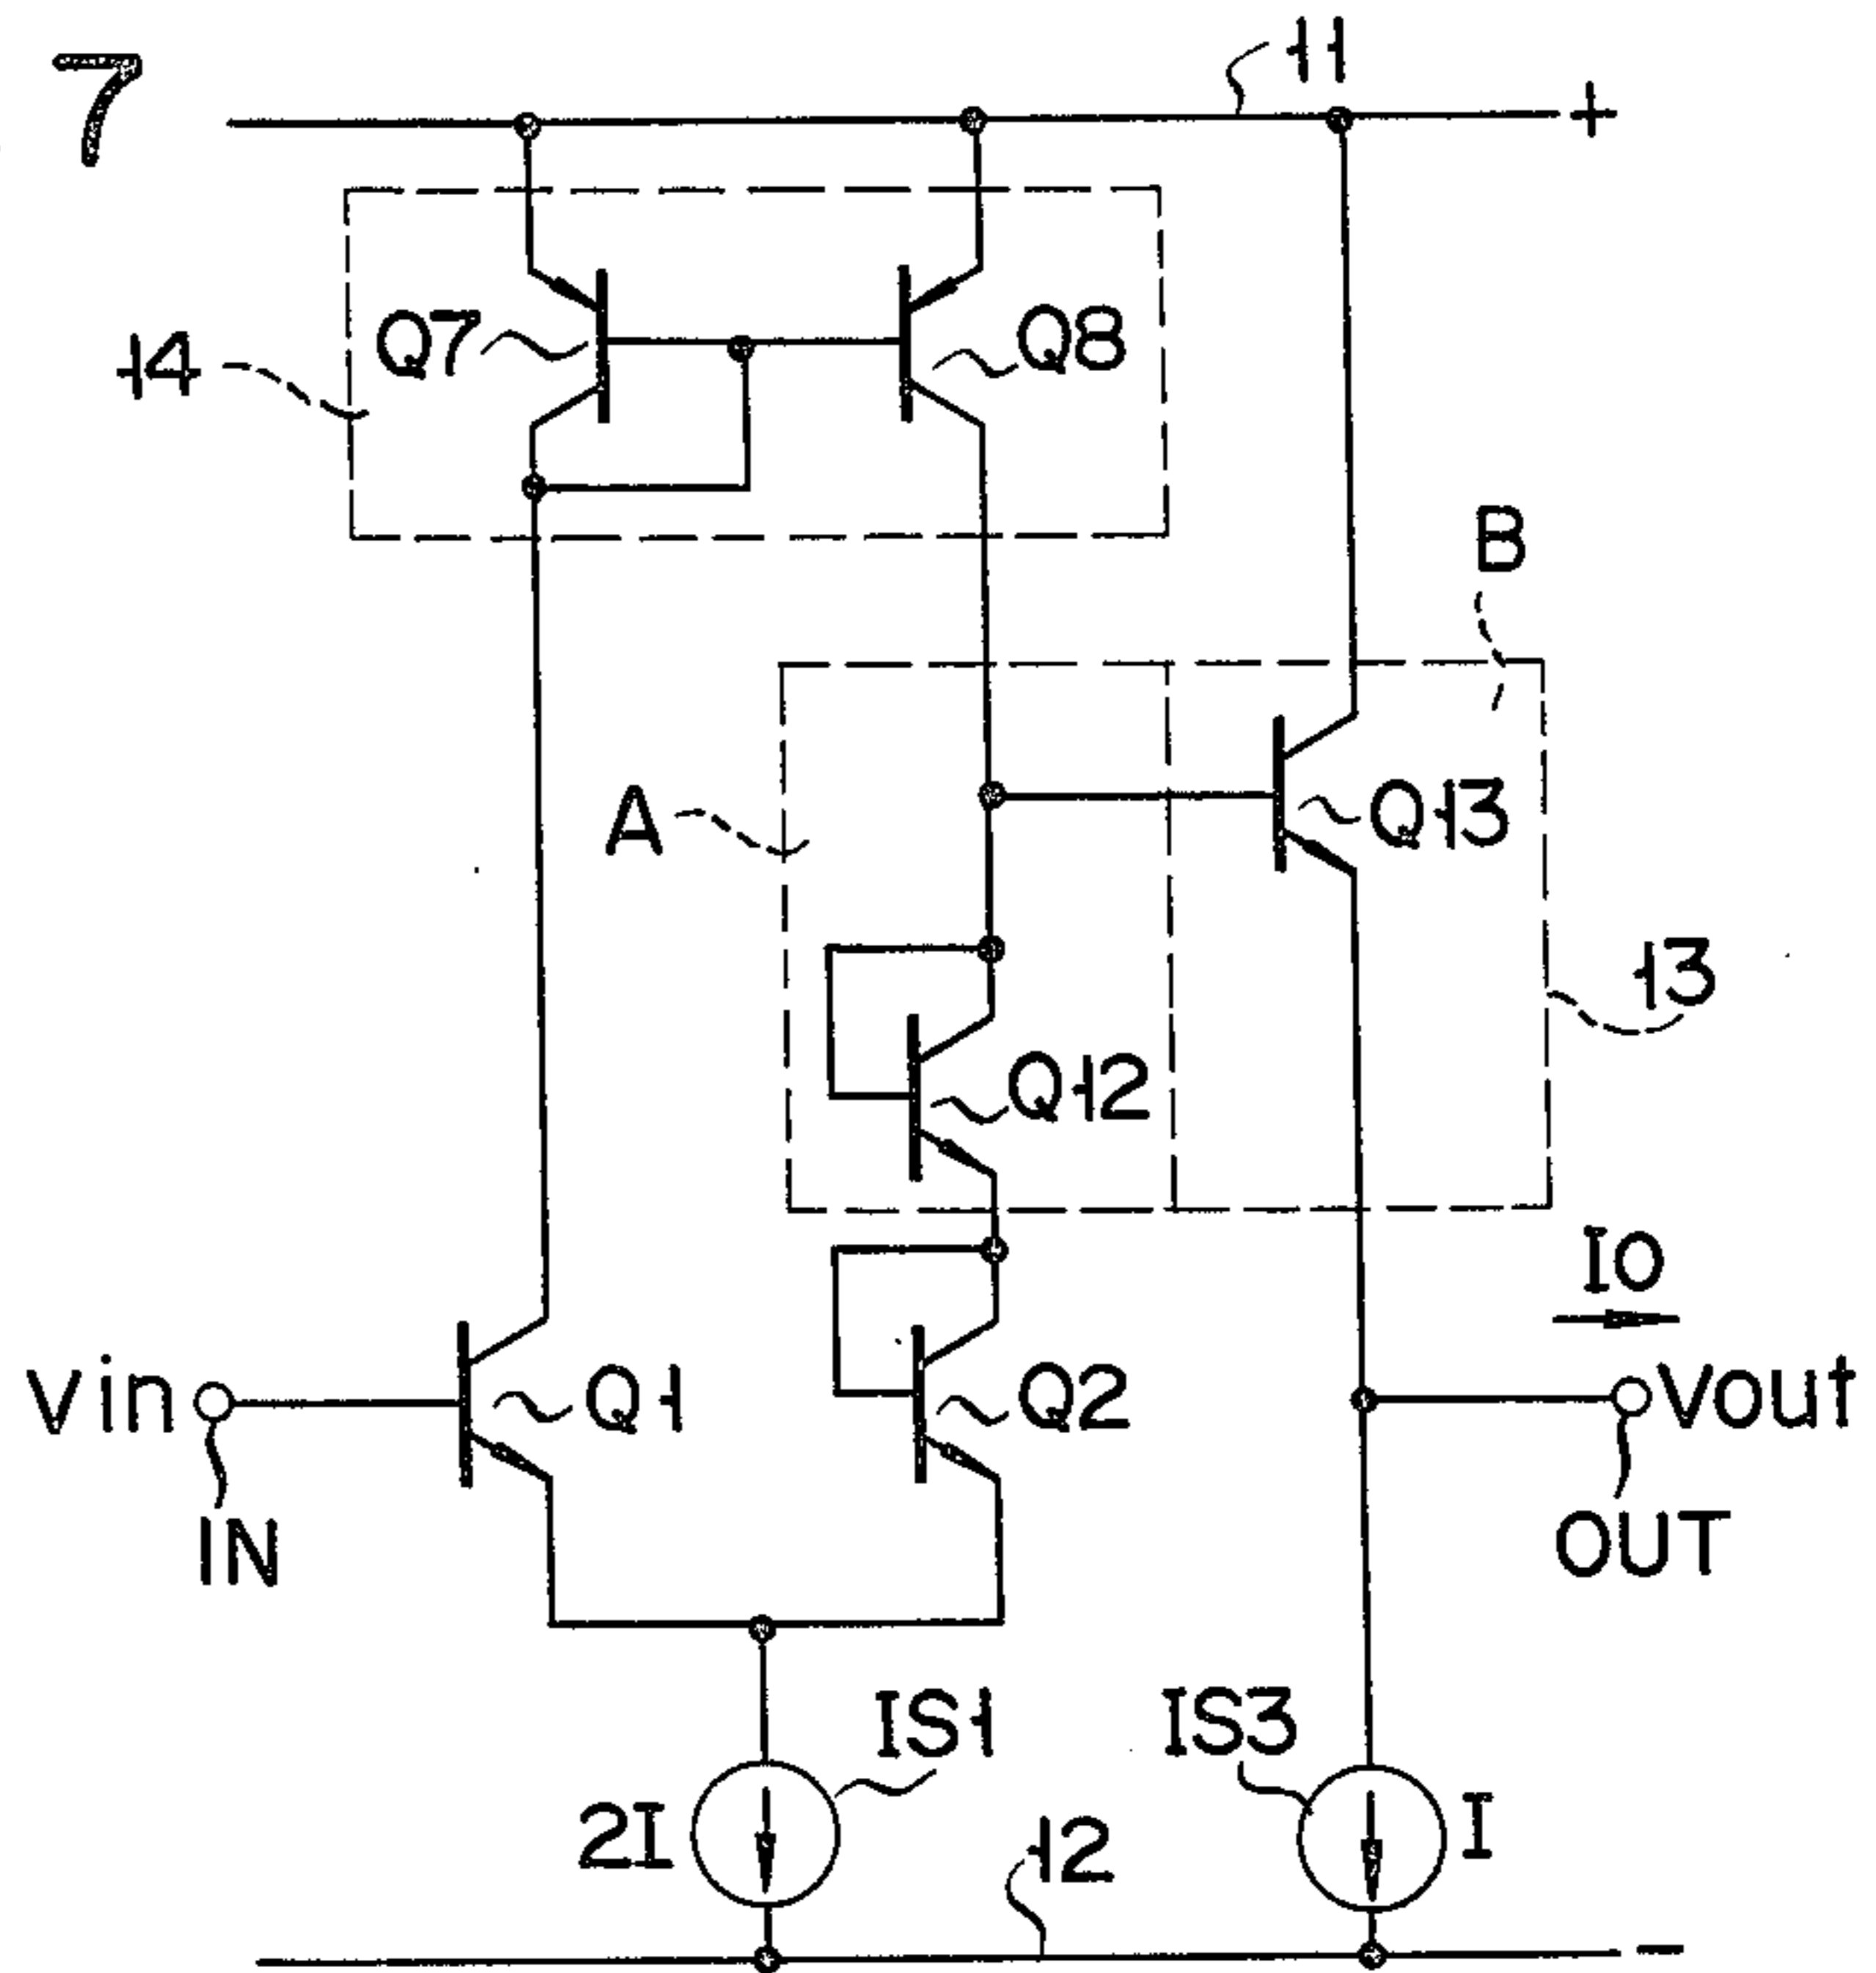 7
11
+
Q7
Q8
14
B
A
Q13
13
Q12
IO
Vin
Q1
Q2
Vout
IN
OUT
IS1
IS3
2I
12
I
-